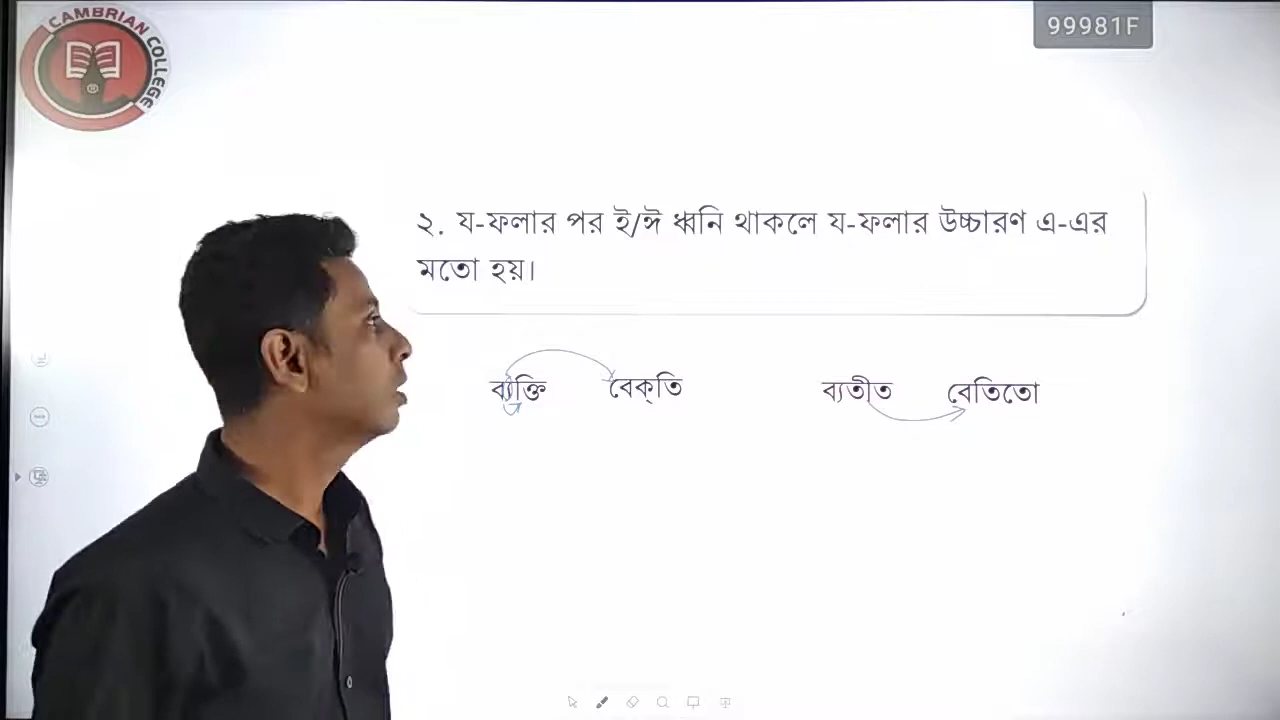 CAMBRIAN COLLEGE
99981F
২. য-ফলার পর ই/ঈ ধ্বনি থাকলে য-ফলার উচ্চারণ এ-এর
মতো হয়।
ব্যক্তি বেক্‌তি ব্যতীত বেতিতো